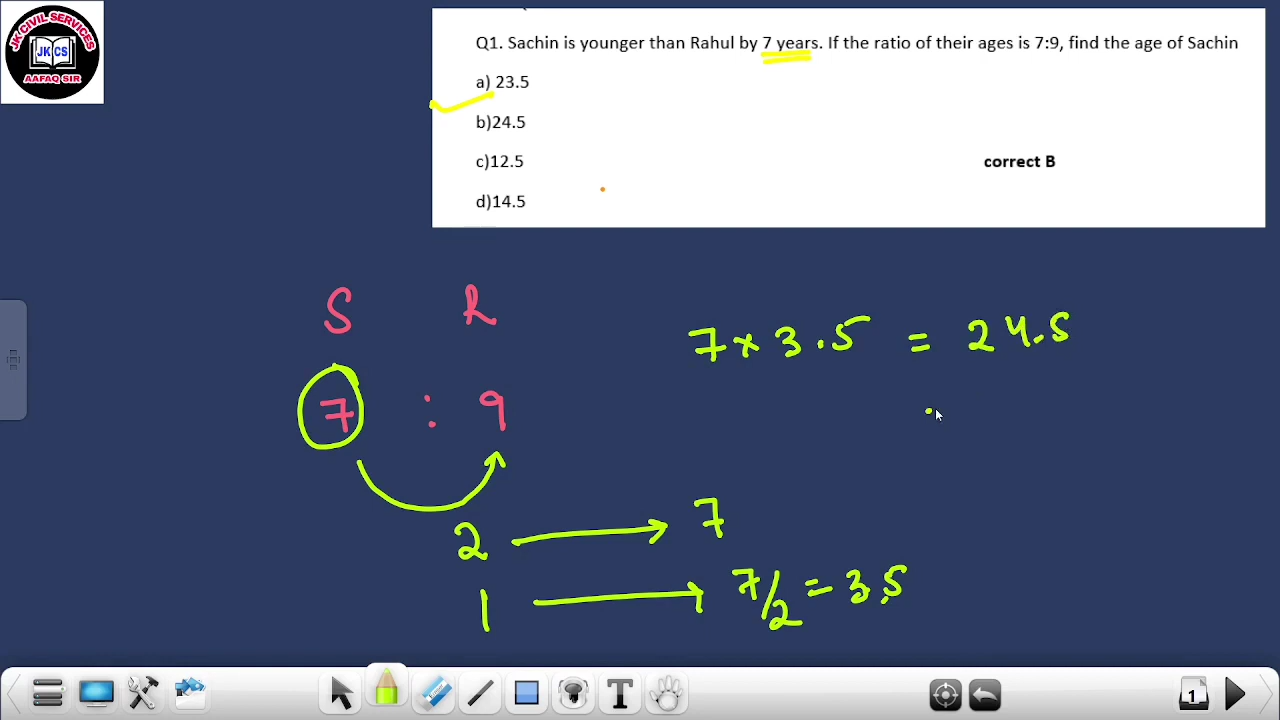 JK CIVIL SERVICES
JK CS
AAFAQ SIR
Q1. Sachin is younger than Rahul by 7 years. If the ratio of their ages is 7:9, find the age of Sachin
a) 23.5
b)24.5
c)12.5
correct B
d)14.5
S R
7 : 9
7 x 3.5 = 24.5
2 → 7
1 → 7/2 = 3.5
T
1